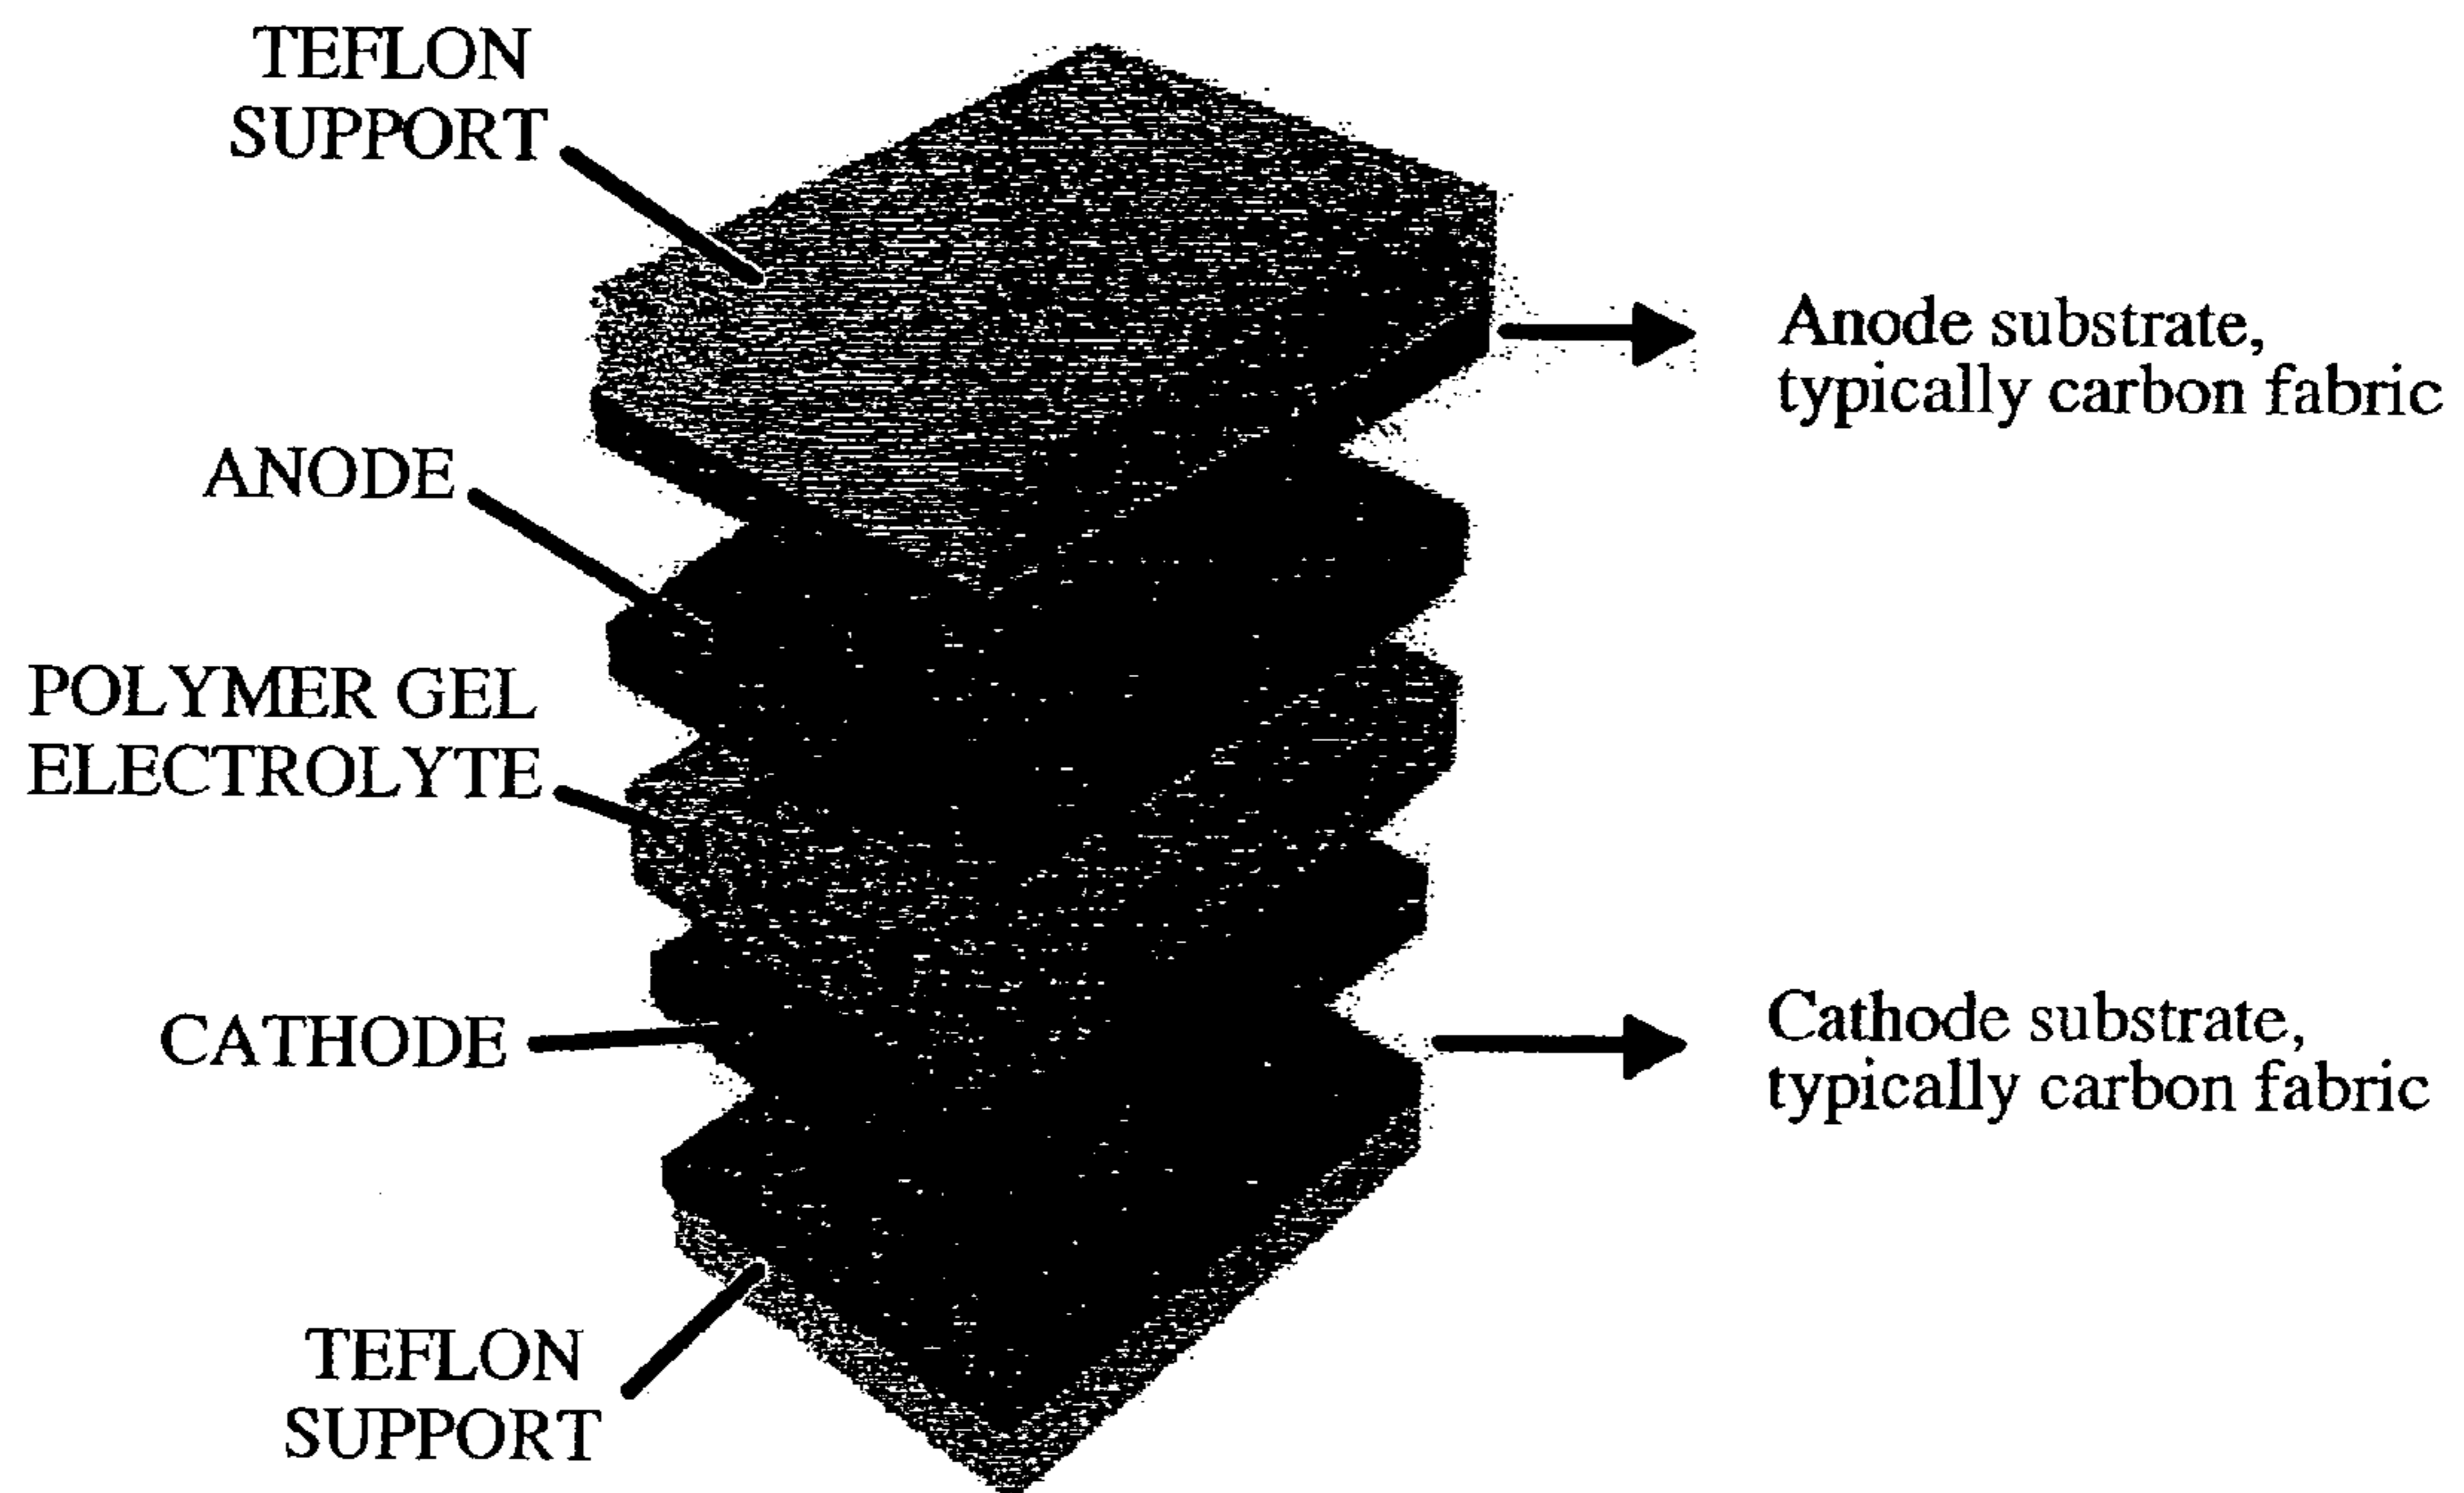 TEFLON
SUPPORT
Anode substrate,
typically carbon fabric
ANODE
POLYMER GEL
ELECTROLYTE
CATHODE
Cathode substrate,
typically carbon fabric
TEFLON
SUPPORT